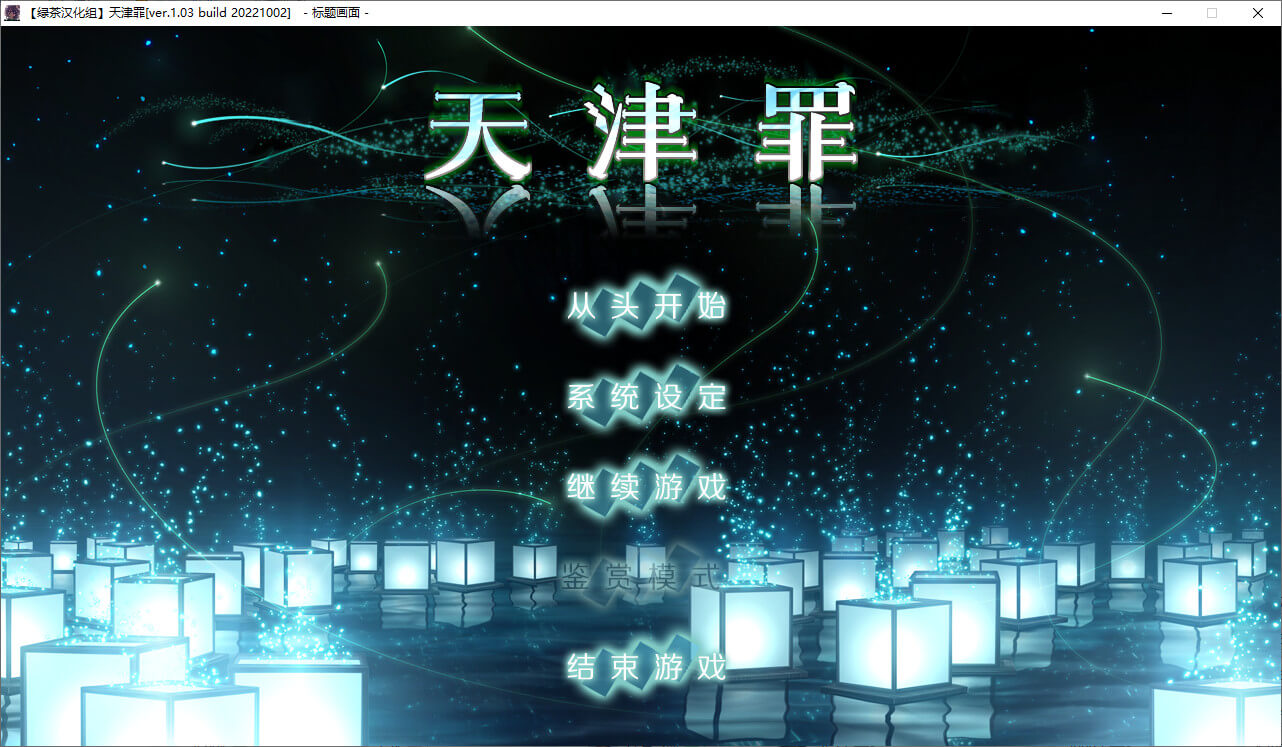 【绿茶汉化组】天津罪[ver.1.03 build 20221002] - 标题画面 -
天津罪
从头开始
系统设定
继续游戏
鉴赏模式
结束游戏